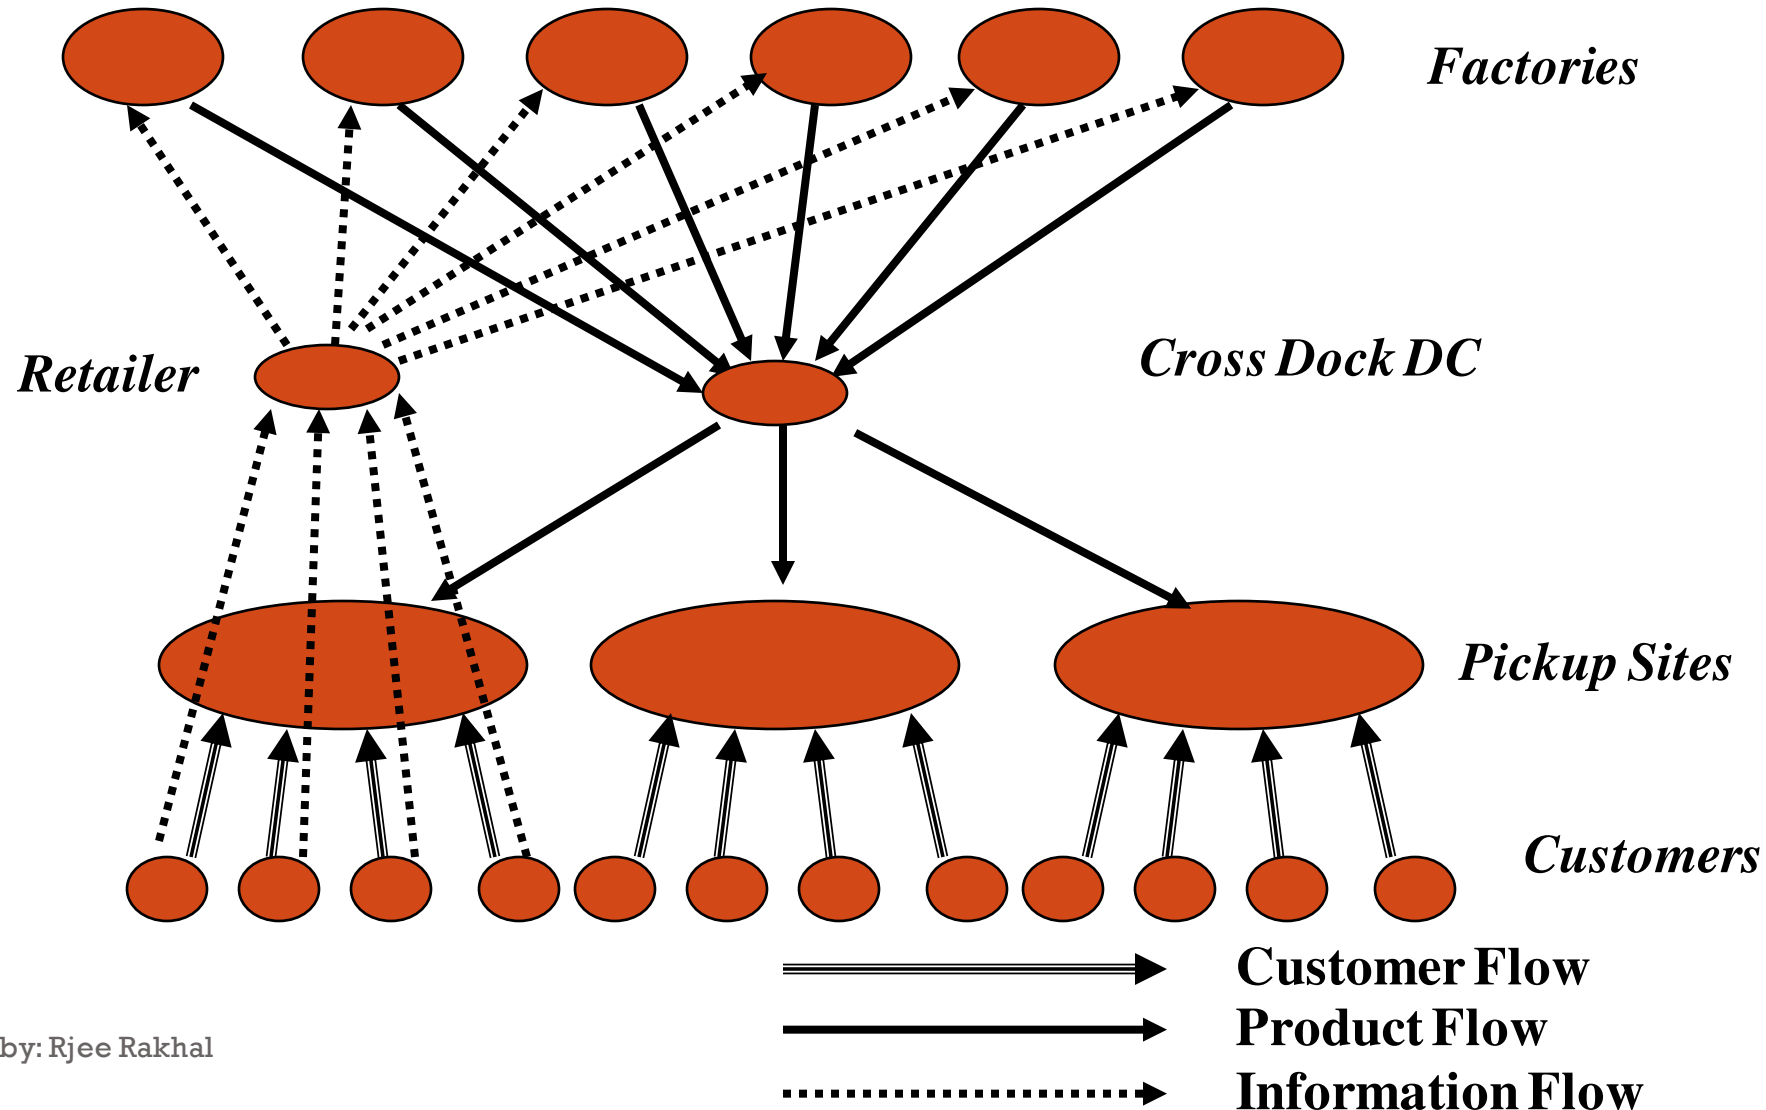 Factories
Retailer
Cross Dock DC
Pickup Sites
Customers
Customer Flow
Product Flow
by: Rjee Rakhal
Information Flow